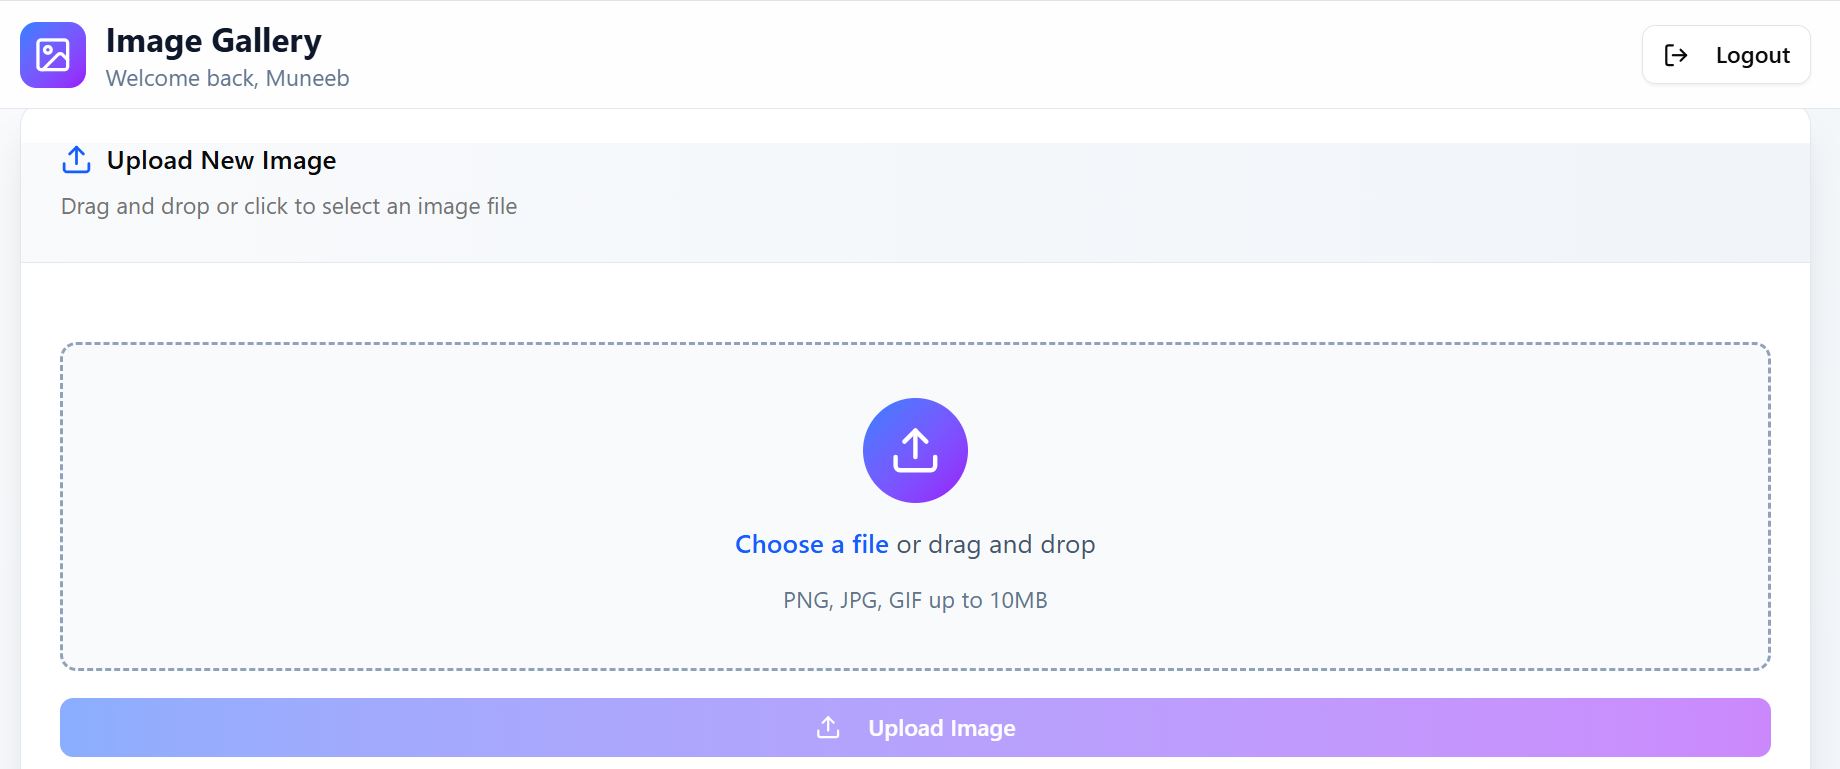 Image Gallery
Welcome back, Muneeb
Logout
Upload New Image
Drag and drop or click to select an image file
Choose a file or drag and drop
PNG, JPG, GIF up to 10MB
Upload Image